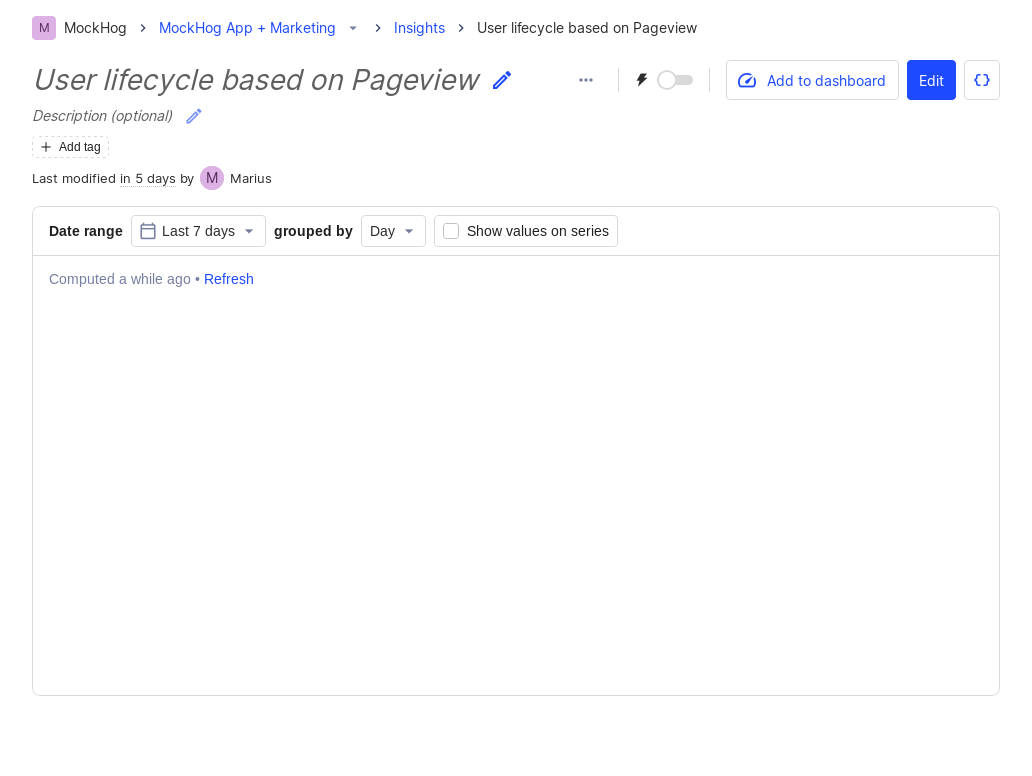 M MockHog MockHog App + Marketing Insights User lifecycle based on Pageview
User lifecycle based on Pageview
Add to dashboard Edit {}
Description (optional)
Add tag
Last modified in 5 days by M Marius
Date range Last 7 days grouped by Day Show values on series
Computed a while ago • Refresh